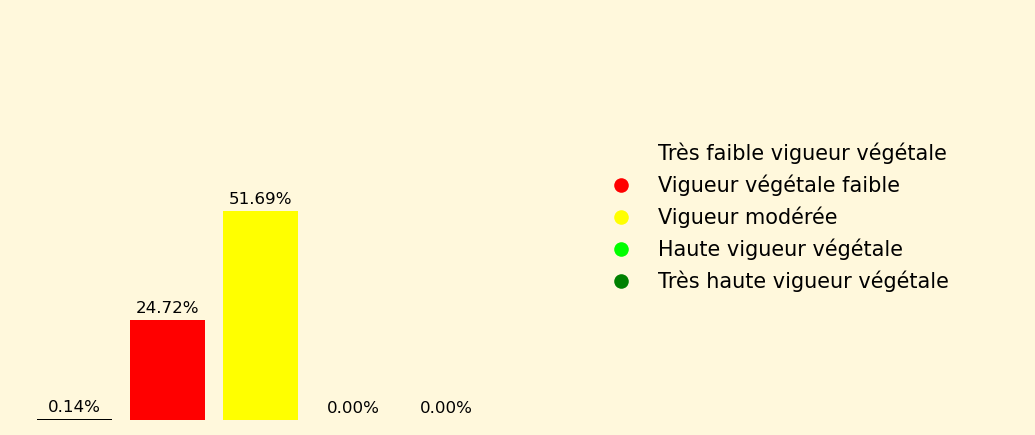 51.69%
24.72%
0.14%
0.00%
0.00%
Très faible vigueur végétale
Vigueur végétale faible
Vigueur modérée
Haute vigueur végétale
Très haute vigueur végétale